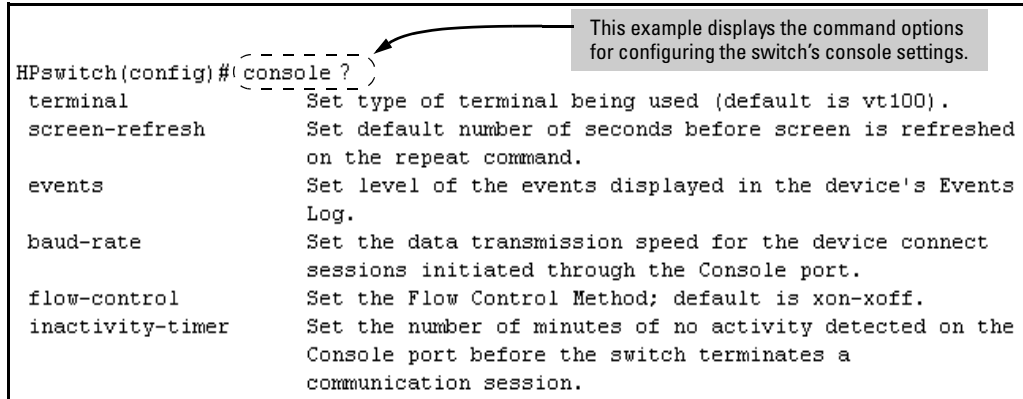 This example displays the command options
for configuring the switch's console settings.
HPswitch(config)# console ?
terminal Set type of terminal being used (default is vt100).
screen-refresh Set default number of seconds before screen is refreshed
on the repeat command.
events Set level of the events displayed in the device's Events
Log.
baud-rate Set the data transmission speed for the device connect
sessions initiated through the Console port.
flow-control Set the Flow Control Method; default is xon-xoff.
inactivity-timer Set the number of minutes of no activity detected on the
Console port before the switch terminates a
communication session.